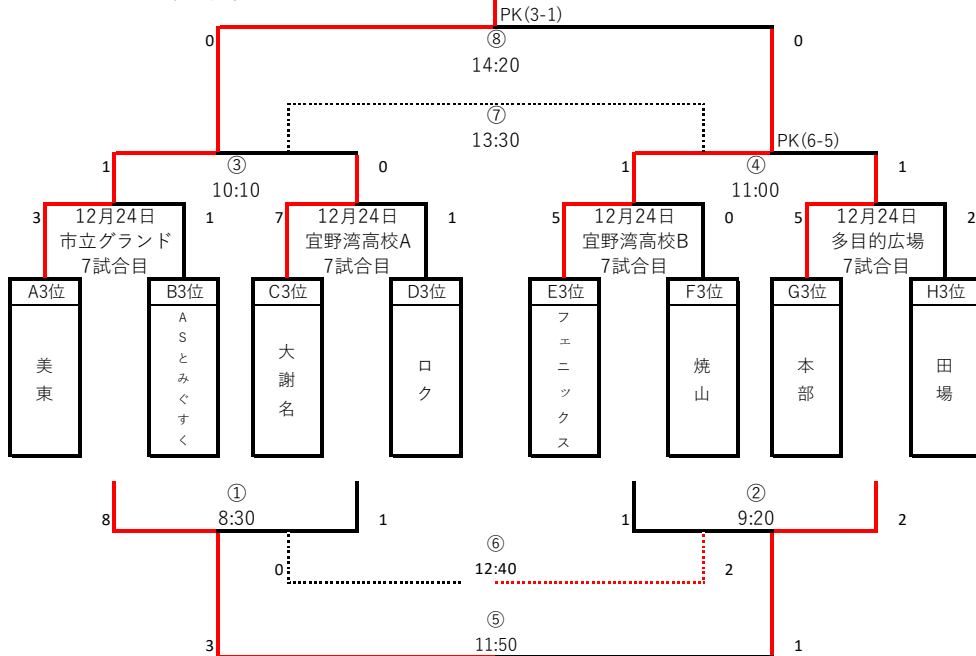 PK(3-1)
0 ⑧ 0
14:20
⑦
13:30
PK(6-5)
1 ③ 0 1 ④ 1
10:10 11:00
3 12月24日 1 7 12月24日 1 5 12月24日 0 5 12月24日 2
市立グランド 宜野湾高校A 宜野湾高校B 多目的広場
7試合目 7試合目 7試合目 7試合目
A3位 B3位 C3位 D3位 E3位 F3位 G3位 H3位
美東 ASとみぐすく 大謝名 ロク フェニックス 焼山 本部 田場
① ②
8 8:30 1 1 9:20 2
⑥
0 12:40 2
⑤
3 11:50 1